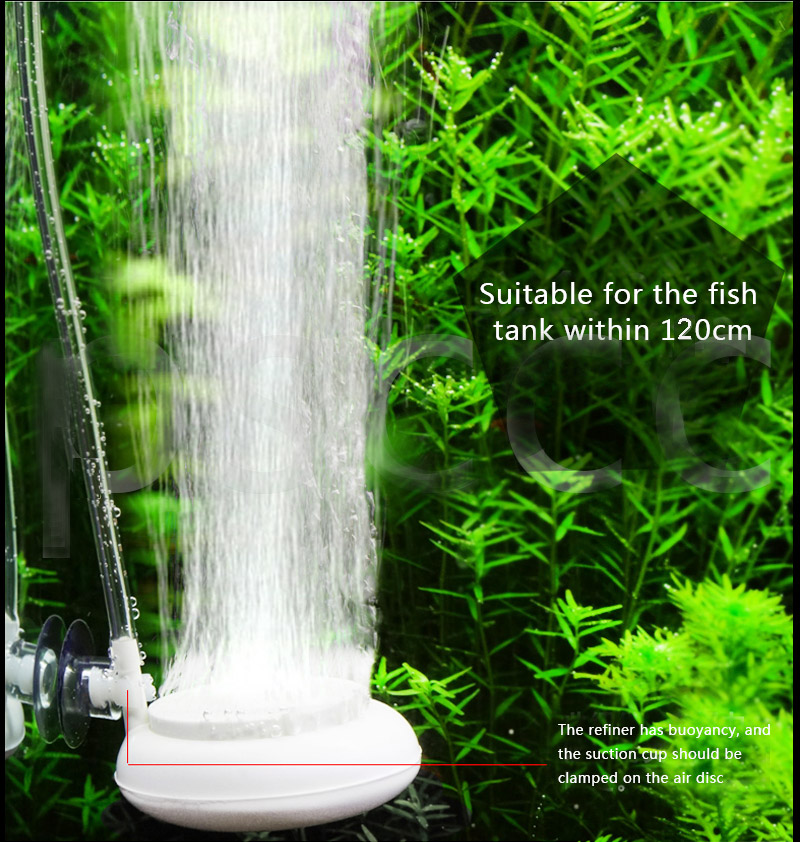 Suitable for the fish
tank within 120cm
The refiner has buoyancy, and
the suction cup should be
clamped on the air disc